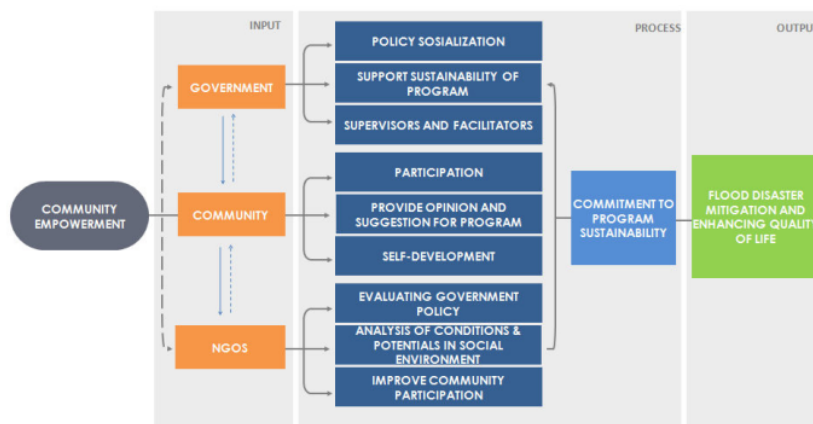 INPUT
PROCESS
OUTPU
COMMUNITY
EMPOWERMENT
GOVERNMENT
COMMUNITY
NGOS
POLICY SOSIALIZATION
SUPPORT SUSTAINABILITY OF
PROGRAM
SUPERVISORS AND FACILITATORS
PARTICIPATION
PROVIDE OPINION AND
SUGGESTION FOR PROGRAM
SELF-DEVELOPMENT
EVALUATING GOVERNMENT
POLICY
ANALYSIS OF CONDITIONS &
POTENTIALS IN SOCIAL
ENVIRONMENT
IMPROVE COMMUNITY
PARTICIPATION
COMMITMENT TO
PROGRAM
SUSTAINABILITY
FLOOD DISASTER
MITIGATION AND
ENHANCING QUALITY
OF LIFE